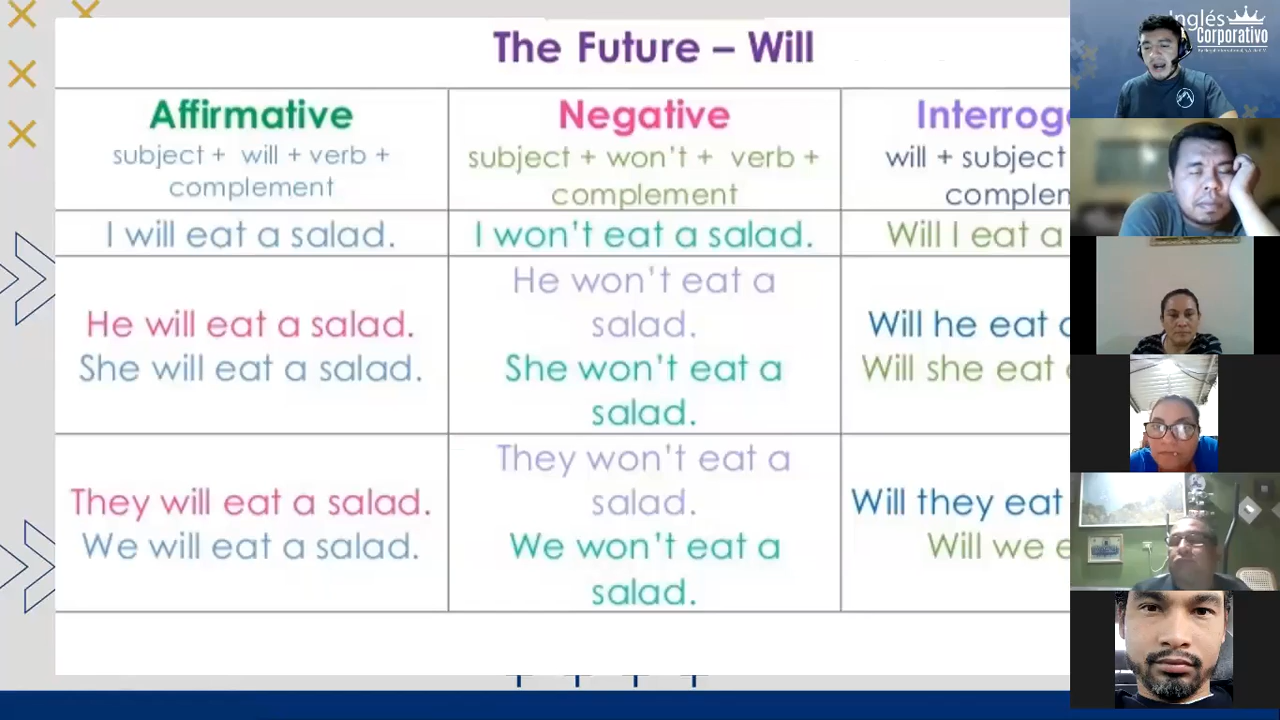 The Future – Will
Affirmative
subject + will + verb +
complement
Negative
subject + won't + verb +
complement
Interrog
will + subject
complem
I will eat a salad.
I won't eat a salad.
Will I eat a
He will eat a salad.
She will eat a salad.
He won't eat a
salad.
She won't eat a
salad.
Will he eat
Will she eat
They will eat a salad.
We will eat a salad.
They won't eat a
salad.
We won't eat a
salad.
Will they eat
Will we e
Inglés
Corporativo